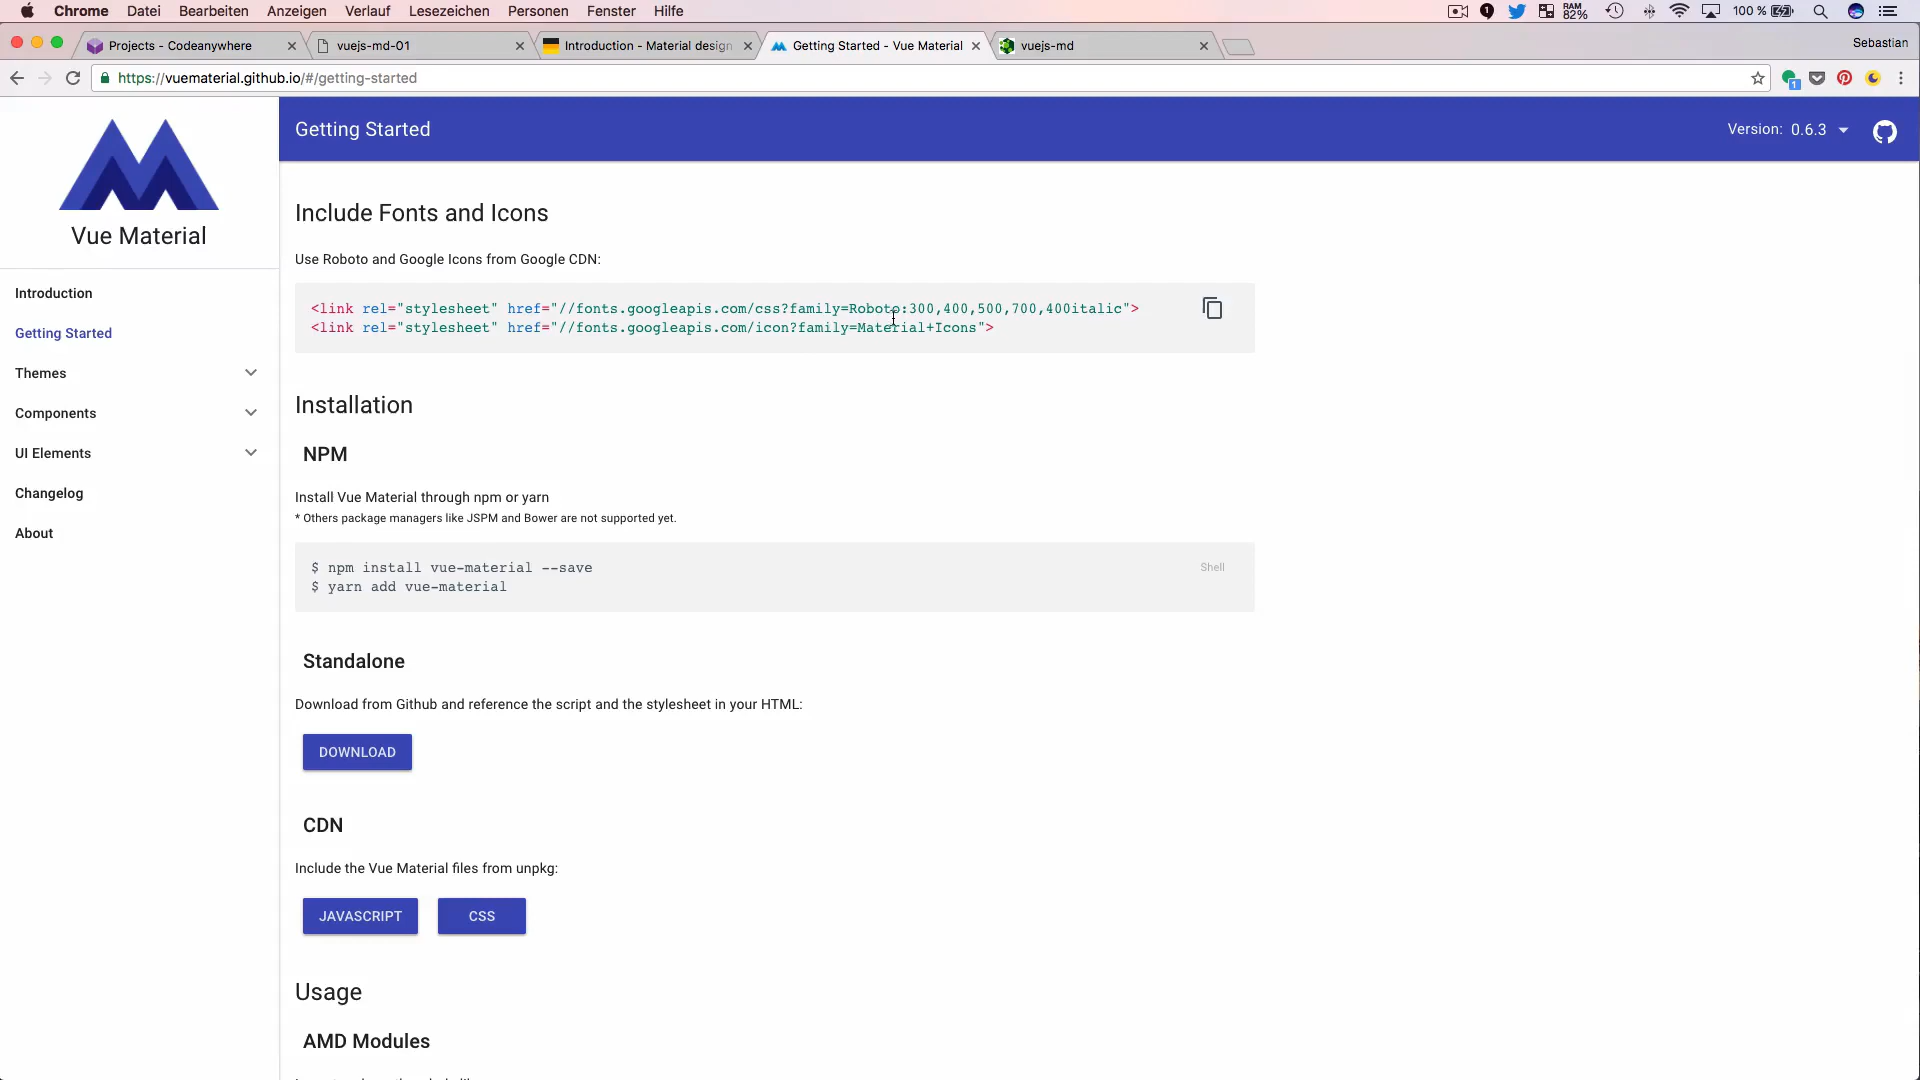 Chrome Datei Bearbeiten Anzeigen Verlauf Lesezeichen Personen Fenster Hilfe
1 RAM 82% 100 %
Projects - Codeanywhere
vuejs-md-01
Introduction - Material design
Getting Started - Vue Material
vuejs-md
Sebastian
https://vuematerial.github.io/#/getting-started
1
Vue Material
Introduction
Getting Started
Themes
Components
UI Elements
Changelog
About
Getting Started
Version: 0.6.3
Include Fonts and Icons
Use Roboto and Google Icons from Google CDN:
<link rel="stylesheet" href="//fonts.googleapis.com/css?family=Roboto:300,400,500,700,400italic">
<link rel="stylesheet" href="//fonts.googleapis.com/icon?family=Material+Icons">
Installation
NPM
Install Vue Material through npm or yarn
* Others package managers like JSPM and Bower are not supported yet.
$ npm install vue-material --save
Shell
$ yarn add vue-material
Standalone
Download from Github and reference the script and the stylesheet in your HTML:
DOWNLOAD
CDN
Include the Vue Material files from unpkg:
JAVASCRIPT CSS
Usage
AMD Modules